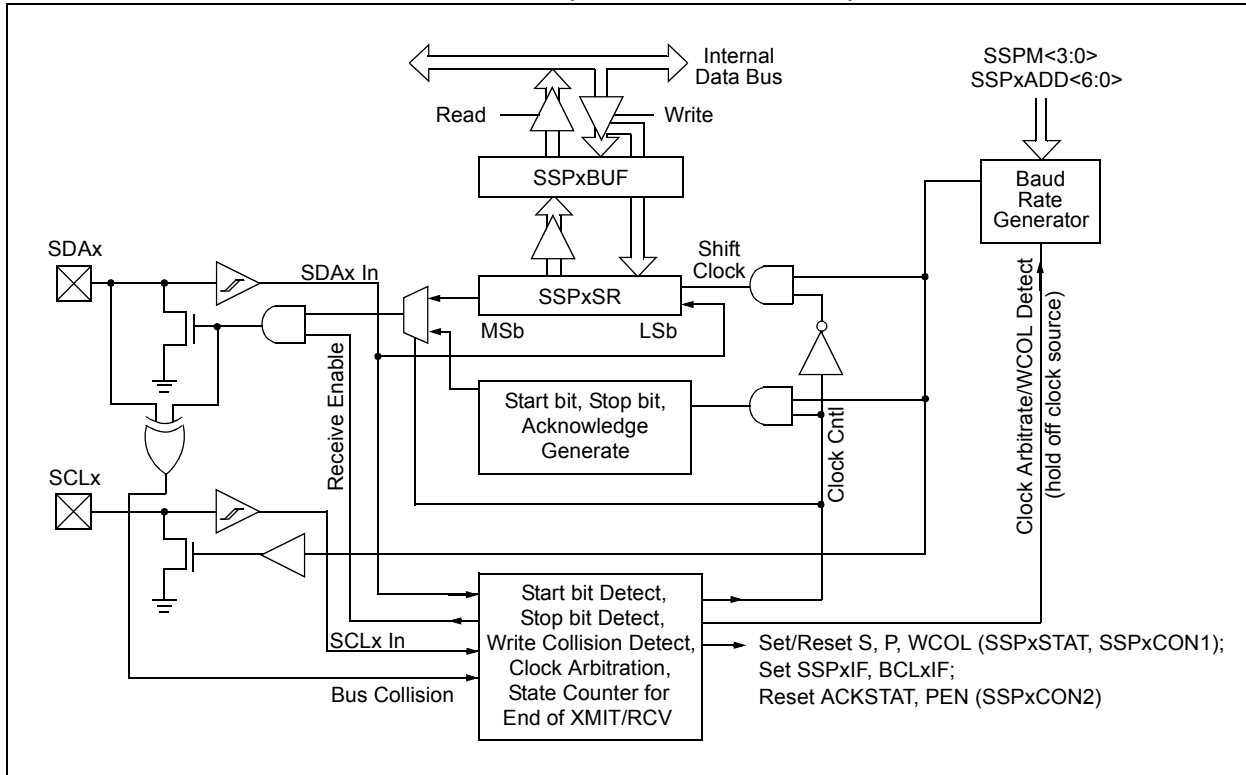 Internal
Data Bus
SSPM<3:0>
SSPxADD<6:0>
Read
Write
SSPxBUF
Baud
Rate
Generator
SDAx
SDAx In
Shift
Clock
SSPxSR
MSb
LSb
Receive Enable
Start bit, Stop bit,
Acknowledge
Generate
Clock Cntl
Clock Arbitrate/WCOL Detect
(hold off clock source)
SCLx
SCLx In
Bus Collision
Start bit Detect,
Stop bit Detect,
Write Collision Detect,
Clock Arbitration,
State Counter for
End of XMIT/RCV
Set/Reset S, P, WCOL (SSPxSTAT, SSPxCON1);
Set SSPxIF, BCLxIF;
Reset ACKSTAT, PEN (SSPxCON2)